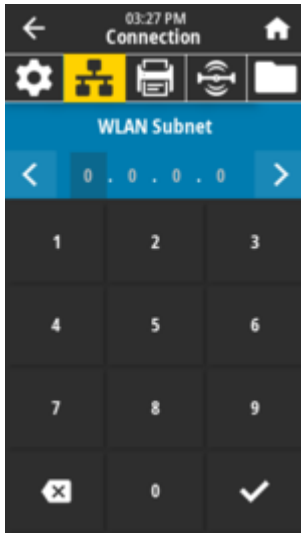 03:27 PM
Connection
WLAN Subnet
0 . 0 . 0 . 0
1 2 3
4 5 6
7 8 9
0